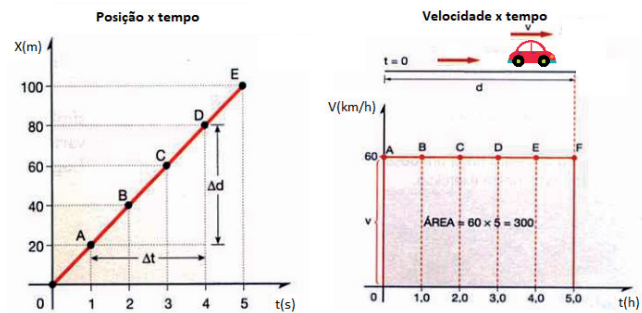 Posição x tempo
X(m)
100
80
60
40
20
0
1
2
3
4
5
t(s)
A
B
C
D
E
Δd
Δt
Velocidade x tempo
v
t = 0
d
V(km/h)
A
B
C
D
E
F
60
v
ÁREA = 60 × 5 = 300
0
1,0
2,0
3,0
4,0
5,0
t(h)